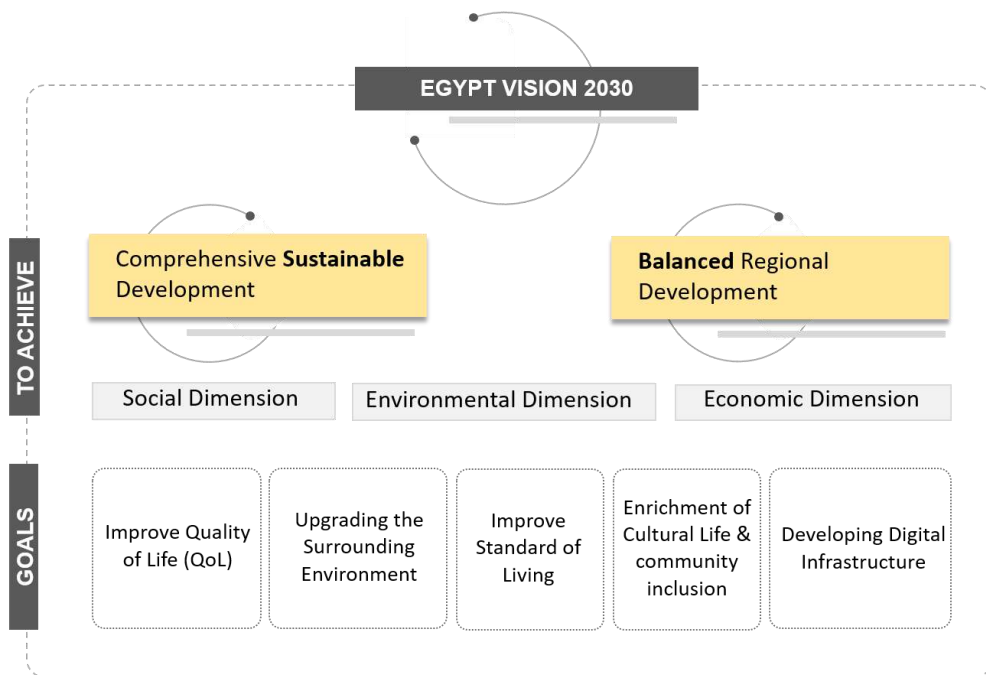 EGYPT VISION 2030
TO ACHIEVE
Comprehensive Sustainable
Development
Balanced Regional
Development
Social Dimension
Environmental Dimension
Economic Dimension
GOALS
Improve Quality
of Life (QoL)
Upgrading the
Surrounding
Environment
Improve
Standard of
Living
Enrichment of
Cultural Life &
community
inclusion
Developing Digital
Infrastructure